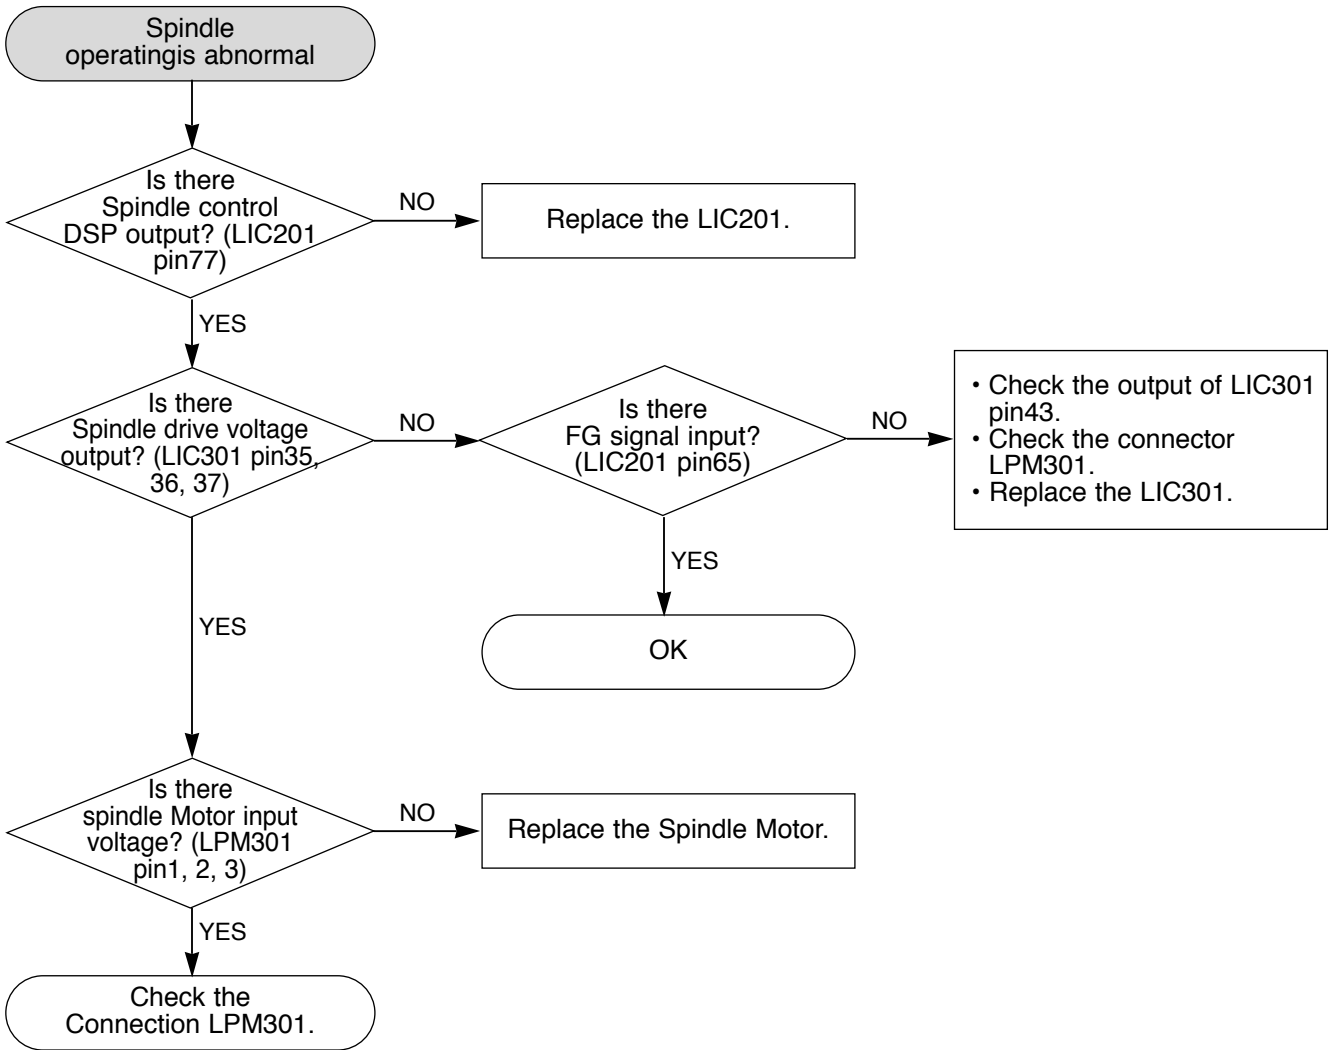 Spindle
operatingis abnormal
Is there
Spindle control
DSP output? (LIC201
pin77)
NO
Replace the LIC201.
YES
Is there
Spindle drive voltage
output? (LIC301 pin35,
36, 37)
NO
Is there
FG signal input?
(LIC201 pin65)
NO
• Check the output of LIC301
pin43.
• Check the connector
LPM301.
• Replace the LIC301.
YES
OK
YES
Is there
spindle Motor input
voltage? (LPM301
pin1, 2, 3)
NO
Replace the Spindle Motor.
YES
Check the
Connection LPM301.